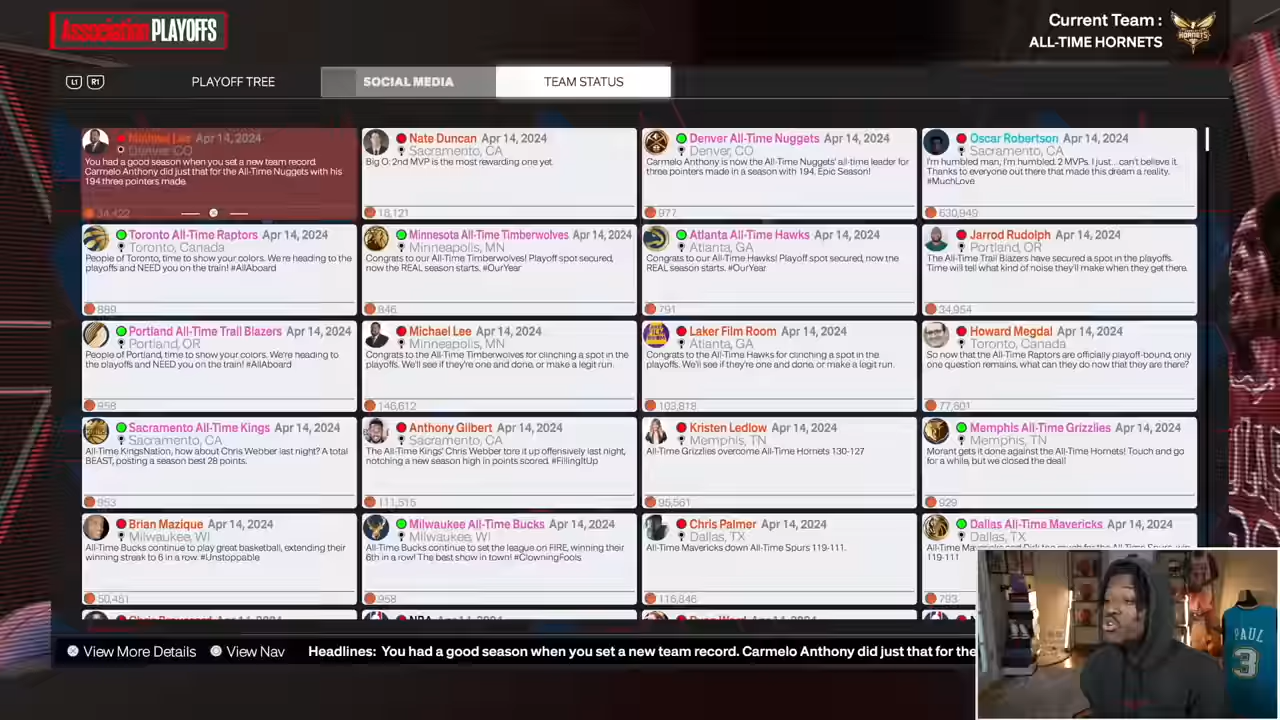 Association PLAYOFFS
Current Team :
ALL-TIME HORNETS
HORNETS
L1 R1 PLAYOFF TREE SOCIAL MEDIA TEAM STATUS
Michael Lee Apr 14, 2024
Denver, CO
You had a good season when you set a new team record.
Carmelo Anthony did just that for the All-Time Nuggets with his
194 three pointers made.
34,422
Nate Duncan Apr 14, 2024
Sacramento, CA
Big O: 2nd MVP is the most rewarding one yet.
18,121
Denver All-Time Nuggets Apr 14, 2024
Denver, CO
Carmelo Anthony is now the All-Time Nuggets' all-time leader for
three pointers made in a season with 194. Epic Season!
977
Oscar Robertson Apr 14, 2024
Sacramento, CA
I'm humbled man, I'm humbled. 2 MVPs. I just... can't believe it.
Thanks to everyone out there that made this dream a reality.
#MuchLove
630,949
Toronto All-Time Raptors Apr 14, 2024
Toronto, Canada
People of Toronto, time to show your colors. We're heading to the
playoffs and NEED you on the train! #AllAboard
889
Minnesota All-Time Timberwolves Apr 14, 2024
Minneapolis, MN
Congrats to our All-Time Timberwolves! Playoff spot secured,
now the REAL season starts. #OurYear
846
Atlanta All-Time Hawks Apr 14, 2024
Atlanta, GA
Congrats to our All-Time Hawks! Playoff spot secured, now the
REAL season starts. #OurYear
791
Jarrod Rudolph Apr 14, 2024
Portland, OR
The All-Time Trail Blazers have secured a spot in the playoffs.
Time will tell what kind of noise they'll make when they get there.
34,954
Portland All-Time Trail Blazers Apr 14, 2024
Portland, OR
People of Portland, time to show your colors. We're heading to
the playoffs and NEED you on the train! #AllAboard
958
Michael Lee Apr 14, 2024
Minneapolis, MN
Congrats to the All-Time Timberwolves for clinching a spot in the
playoffs. We'll see if they're one and done, or make a legit run.
146,612
Laker Film Room Apr 14, 2024
Atlanta, GA
Congrats to the All-Time Hawks for clinching a spot in the
playoffs. We'll see if they're one and done, or make a legit run.
103,818
Howard Megdal Apr 14, 2024
Toronto, Canada
So now that the All-Time Raptors are officially playoff-bound, only
one question remains, what can they do now that they are there?
77,601
Sacramento All-Time Kings Apr 14, 2024
Sacramento, CA
All-Time KingsNation, how about Chris Webber last night? A total
BEAST, posting a season best 28 points.
953
Anthony Gilbert Apr 14, 2024
Sacramento, CA
The All-Time Kings' Chris Webber tore it up offensively last night,
notching a new season high in points scored. #FillingItUp
111,515
Kristen Ledlow Apr 14, 2024
Memphis, TN
All-Time Grizzlies overcome All-Time Hornets 130-127
95,561
Memphis All-Time Grizzlies Apr 14, 2024
Memphis, TN
Morant gets it done against the All-Time Hornets! Touch and go
for a while, but we closed the deal!
929
Brian Mazique Apr 14, 2024
Milwaukee, WI
All-Time Bucks continue to play great basketball, extending their
winning streak to 6 in a row. #Unstoppable
50,451
Milwaukee All-Time Bucks Apr 14, 2024
Milwaukee, WI
All-Time Bucks continue to set the league on FIRE, winning their
6th in a row! The best show in town! #ClowningFools
958
Chris Palmer Apr 14, 2024
Dallas, TX
All-Time Mavericks down All-Time Spurs 119-111.
116,846
Dallas All-Time Mavericks Apr 14, 2024
Dallas, TX
119-111
793
View More Details View Nav Headlines: You had a good season when you set a new team record. Carmelo Anthony did just that for the
PAUL
3